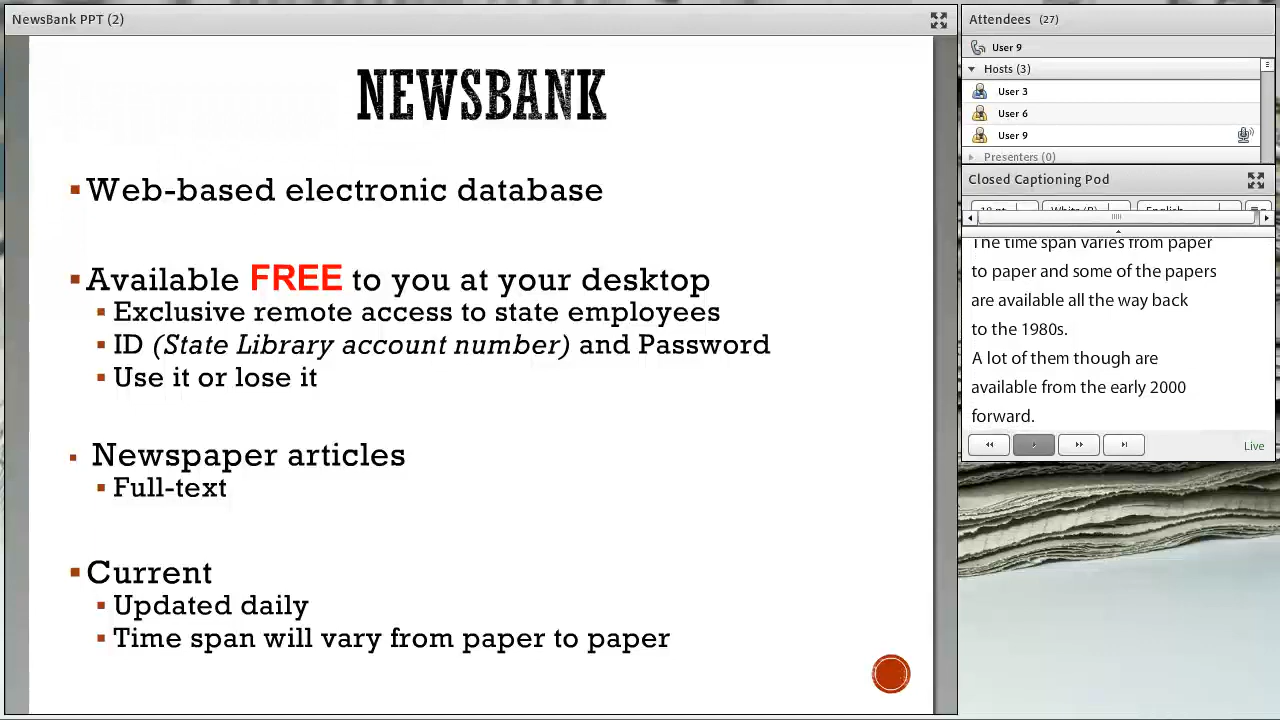 NewsBank PPT (2)
NEWSBANK
Web-based electronic database
Available FREE to you at your desktop
Exclusive remote access to state employees
ID (State Library account number) and Password
Use it or lose it
Newspaper articles
Full-text
Current
Updated daily
Time span will vary from paper to paper
Attendees (27)
User 9
Hosts (3)
User 3
User 6
User 9
Presenters (0)
Closed Captioning Pod
18 pt White (B) English
The time span varies from paper
to paper and some of the papers
are available all the way back
to the 1980s.
A lot of them though are
available from the early 2000
forward.
Live